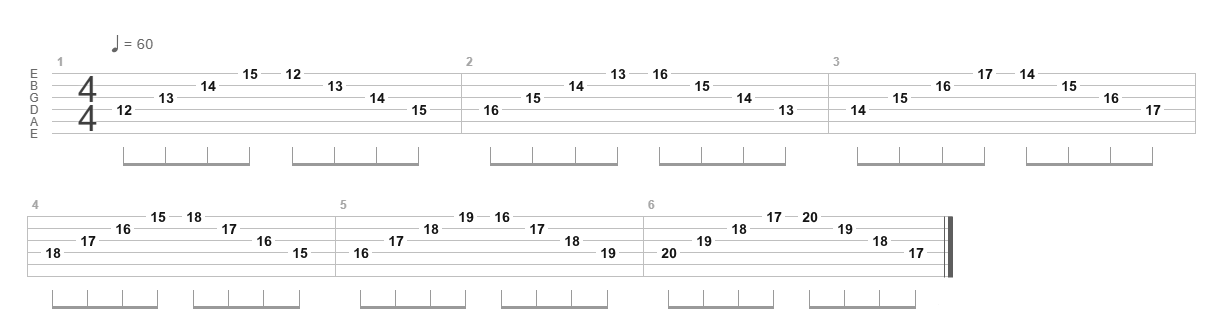 = 60
1 2 3
E 15 12 13 16 17 14
B 14 13 14 15 16 15
G 13 14 15 14 15 16
D 12 15 16 13 14 17
A
E
4
4
4 5 6
15 18 19 16 17 20
16 17 18 17 18 19
17 16 17 18 19 18
18 15 16 19 20 17